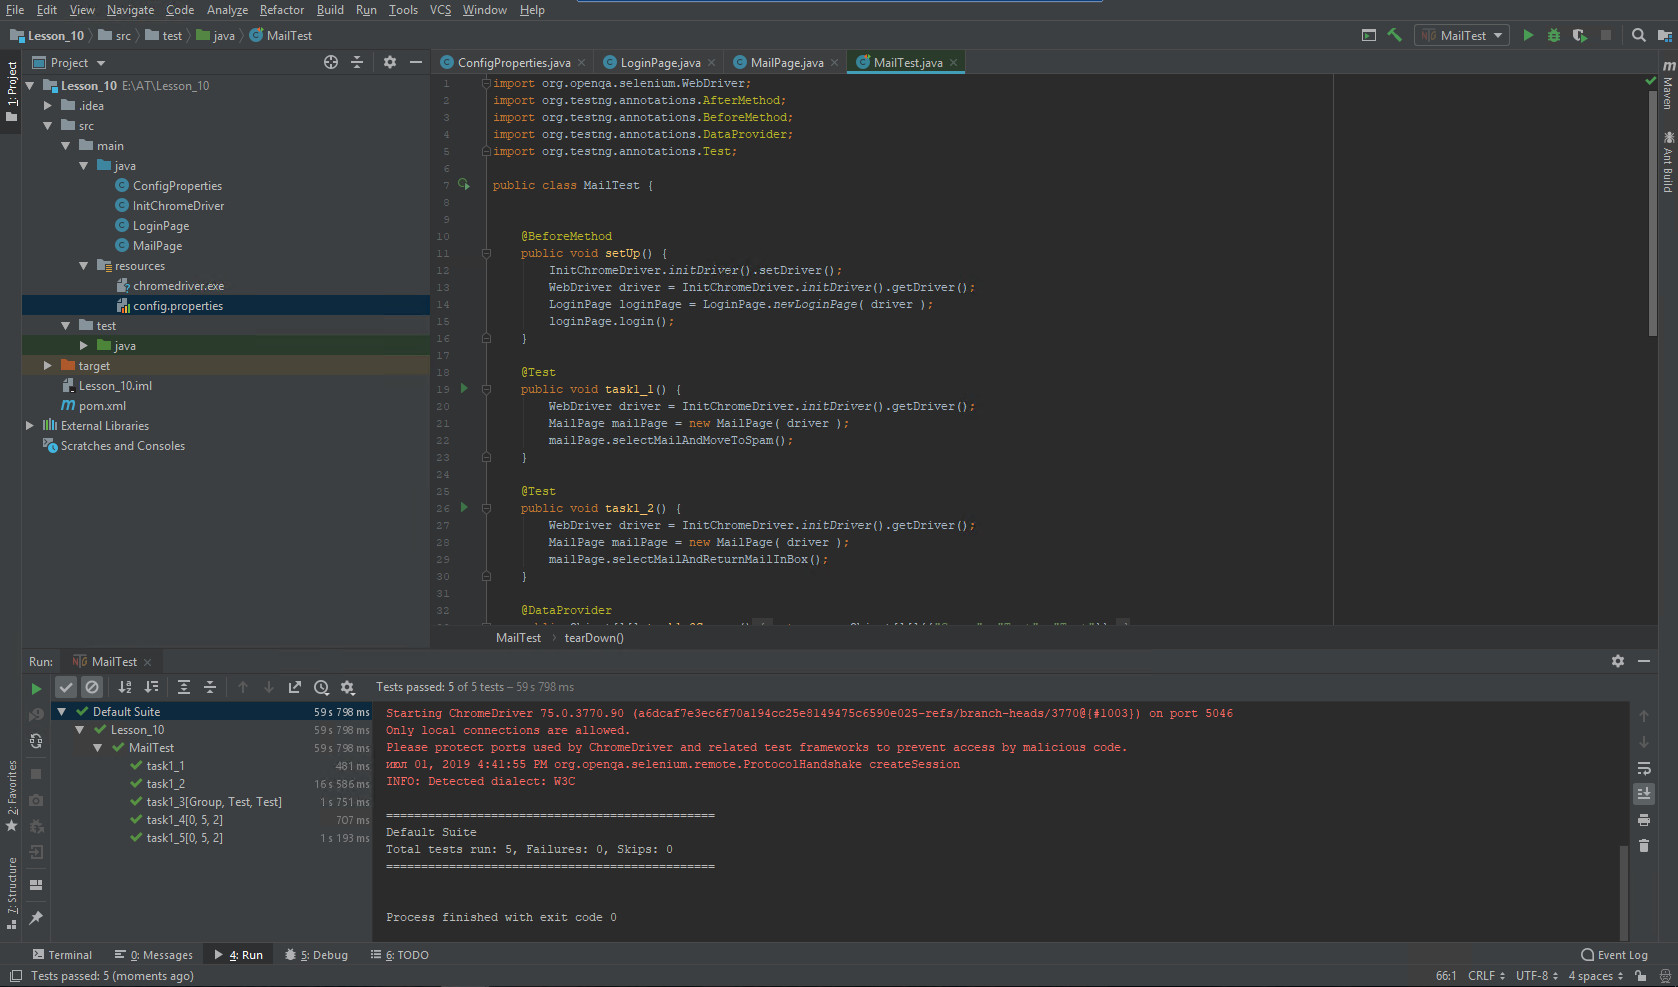 File Edit View Navigate Code Analyze Refactor Build Run Tools VCS Window Help
Lesson_10 src test java MailTest
MailTest
1: Project
Project
ConfigProperties.java LoginPage.java MailPage.java MailTest.java
Lesson_10 E:\AT\Lesson_10
.idea
src
main
java
ConfigProperties
InitChromeDriver
LoginPage
MailPage
resources
chromedriver.exe
config.properties
test
java
target
Lesson_10.iml
pom.xml
External Libraries
Scratches and Consoles
1 import org.openqa.selenium.WebDriver;
2 import org.testng.annotations.AfterMethod;
3 import org.testng.annotations.BeforeMethod;
4 import org.testng.annotations.DataProvider;
5 import org.testng.annotations.Test;
6
7 public class MailTest {
8
9
10 @BeforeMethod
11 public void setUp() {
12 InitChromeDriver.initDriver().setDriver();
13 WebDriver driver = InitChromeDriver.initDriver().getDriver();
14 LoginPage loginPage = LoginPage.newLoginPage( driver );
15 loginPage.login();
16 }
17
18 @Test
19 public void task1_1() {
20 WebDriver driver = InitChromeDriver.initDriver().getDriver();
21 MailPage mailPage = new MailPage( driver );
22 mailPage.selectMailAndMoveToSpam();
23 }
24
25 @Test
26 public void task1_2() {
27 WebDriver driver = InitChromeDriver.initDriver().getDriver();
28 MailPage mailPage = new MailPage( driver );
29 mailPage.selectMailAndReturnMailInBox();
30 }
31
32 @DataProvider
MailTest tearDown()
Maven
Ant Build
Run: MailTest
Tests passed: 5 of 5 tests – 59 s 798 ms
Default Suite 59 s 798 ms
Lesson_10 59 s 798 ms
MailTest 59 s 798 ms
task1_1 481 ms
task1_2 16 s 586 ms
task1_3[Group, Test, Test] 1 s 751 ms
task1_4[0, 5, 2] 707 ms
task1_5[0, 5, 2] 1 s 193 ms
Starting ChromeDriver 75.0.3770.90 (a6dcaf7e3ec6f70a194cc25e8149475c6590e025-refs/branch-heads/3770@{#1003}) on port 5046
Only local connections are allowed.
Please protect ports used by ChromeDriver and related test frameworks to prevent access by malicious code.
июл 01, 2019 4:41:55 PM org.openqa.selenium.remote.ProtocolHandshake createSession
INFO: Detected dialect: W3C
===============================================
Default Suite
Total tests run: 5, Failures: 0, Skips: 0
===============================================
Process finished with exit code 0
2: Favorites
7: Structure
Terminal 0: Messages 4: Run 5: Debug 6: TODO Event Log
Tests passed: 5 (moments ago) 66:1 CRLF UTF-8 4 spaces